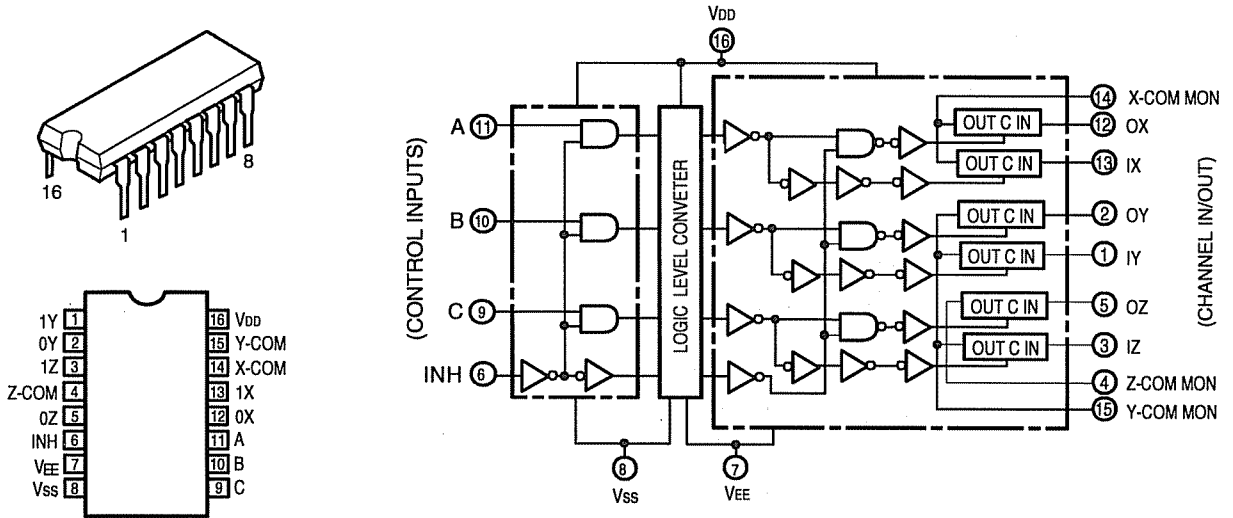 16
8
1
1Y 1
0Y 2
1Z 3
Z-COM 4
0Z 5
INH 6
VEE 7
VSS 8
16 VDD
15 Y-COM
14 X-COM
13 1X
12 0X
11 A
10 B
9 C
VDD
16
(CONTROL INPUTS)
A 11
B 10
C 9
INH 6
LOGIC LEVEL CONVETER
OUT C IN
OUT C IN
OUT C IN
OUT C IN
OUT C IN
OUT C IN
14 X-COM MON
12 OX
13 IX
2 OY
1 IY
5 OZ
3 IZ
4 Z-COM MON
15 Y-COM MON
(CHANNEL IN/OUT)
8
VSS
7
VEE